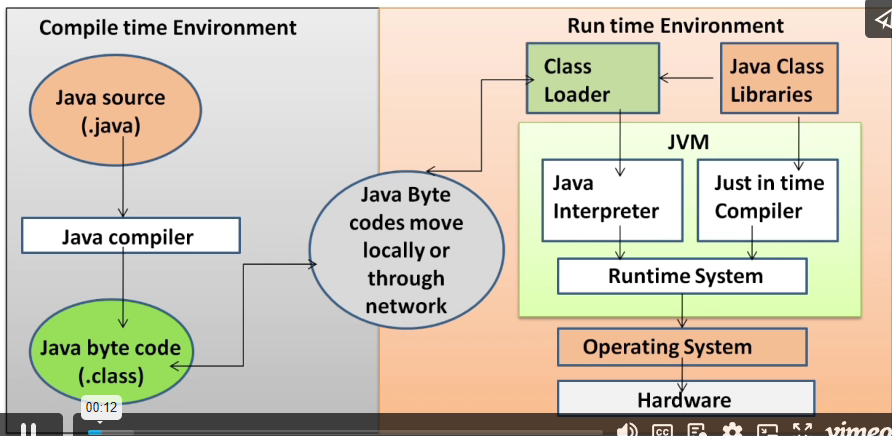 Compile time Environment
Run time Environment
Java source
(.java)
Java compiler
Java byte code
(.class)
Java Byte
codes move
locally or
through
network
Class
Loader
Java Class
Libraries
JVM
Java
Interpreter
Just in time
Compiler
Runtime System
Operating System
Hardware
00:12
CC
vimeo